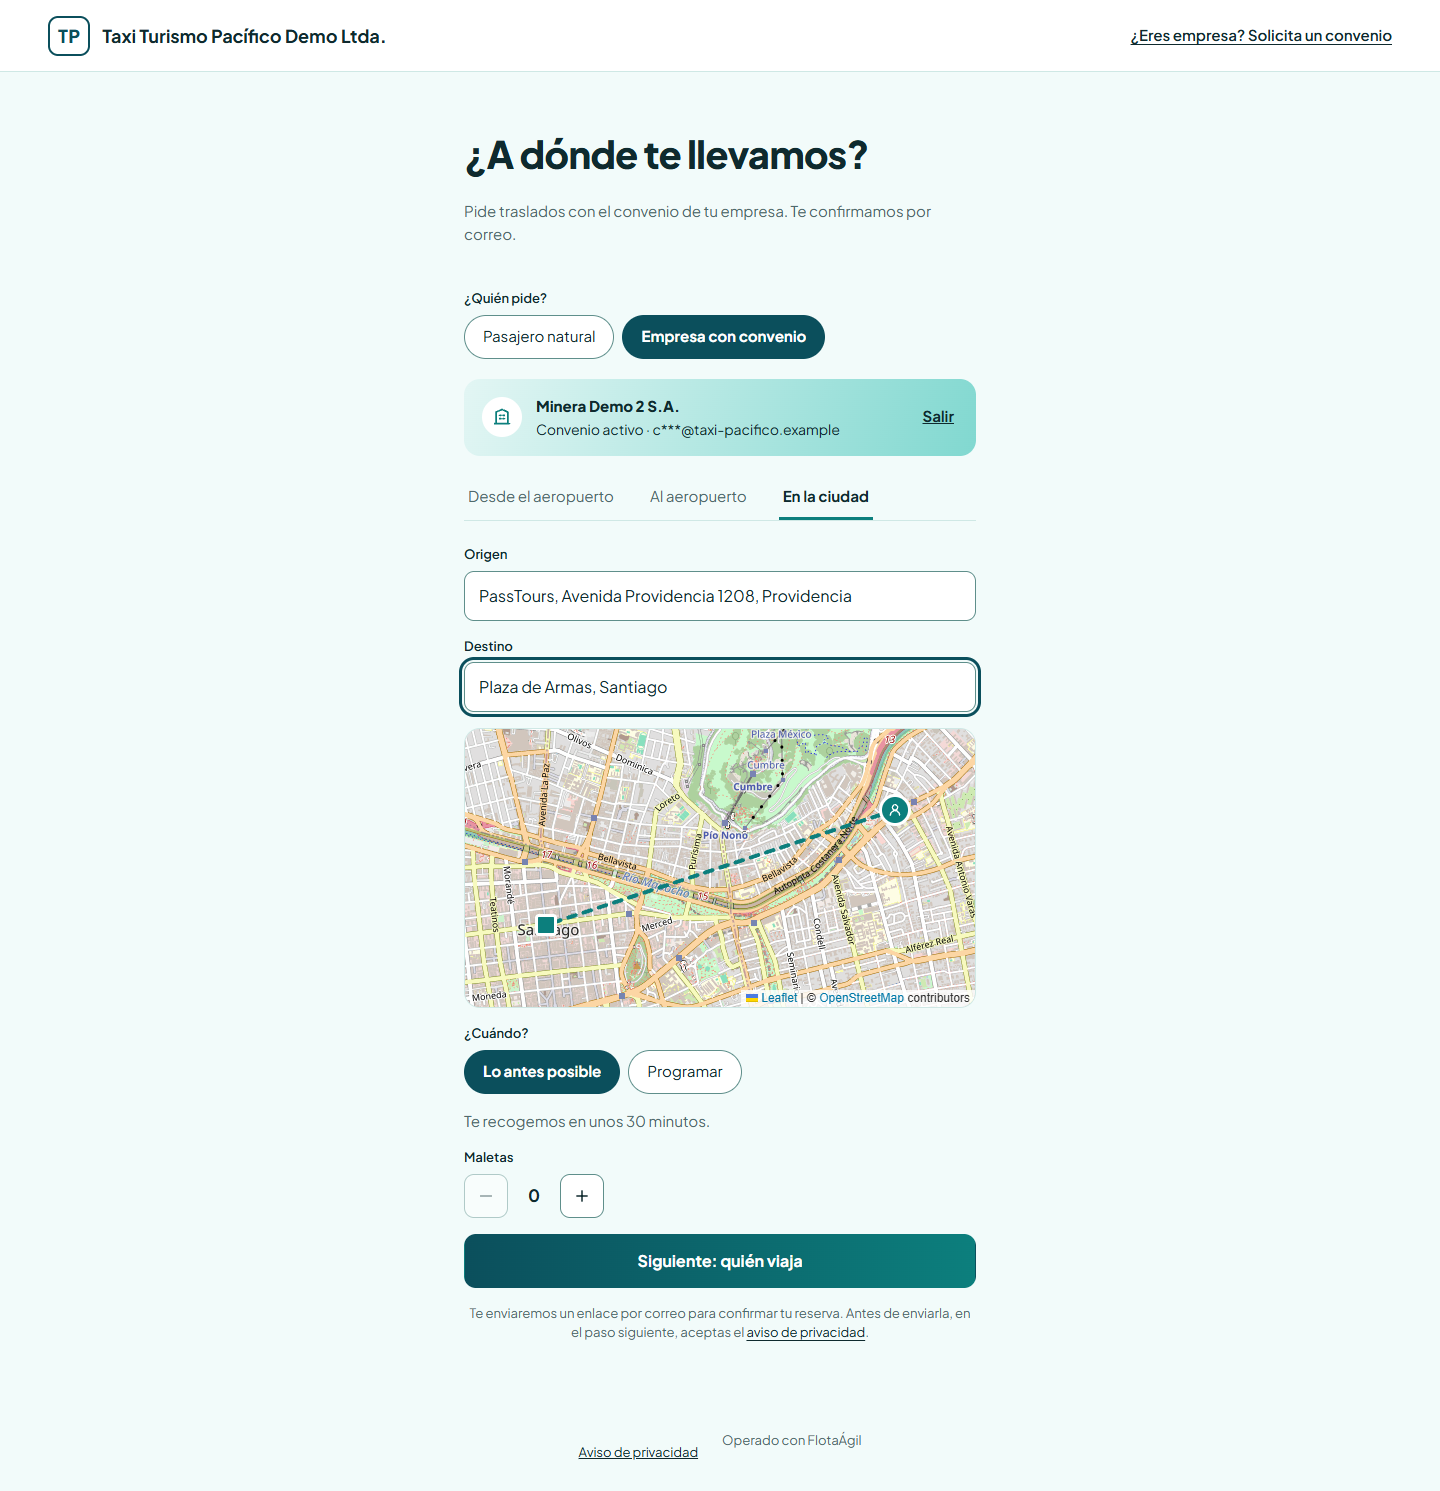 TP
Taxi Turismo Pacífico Demo Ltda.
¿Eres empresa? Solicita un convenio
¿A dónde te llevamos?
Pide traslados con el convenio de tu empresa. Te confirmamos por
correo.
¿Quién pide?
Pasajero natural
Empresa con convenio
Minera Demo 2 S.A.
Convenio activo · c***@taxi-pacifico.example
Salir
Desde el aeropuerto
Al aeropuerto
En la ciudad
Origen
PassTours, Avenida Providencia 1208, Providencia
Destino
Plaza de Armas, Santiago
Plaza México
13
Olivos
Dominica
Cumbre
Cumbre
Avenida La Paz
Loreto
Pío Nono
Purísima
17
16
Bellavista
Bellavista
Autopista Costanera Norte
Río Mapocho
15
Morandé
Teatinos
Merced
Condell
Avenida Salvador
Avenida Antonio Varas
Alférez Real
Moneda
Leaflet | © OpenStreetMap contributors
¿Cuándo?
Lo antes posible
Programar
Te recogemos en unos 30 minutos.
Maletas
0
Siguiente: quién viaja
Te enviaremos un enlace por correo para confirmar tu reserva. Antes de enviarla, en
el paso siguiente, aceptas el aviso de privacidad.
Aviso de privacidad
Operado con FlotaÁgil